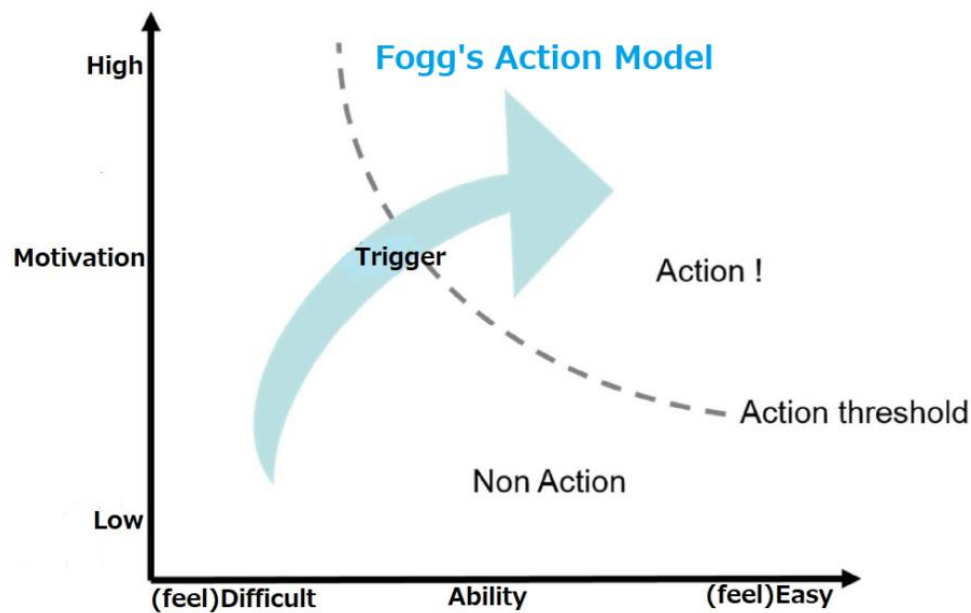 Fogg's Action Model
High
Motivation
Low
Trigger
Action !
Action threshold
Non Action
(feel)Difficult
Ability
(feel)Easy